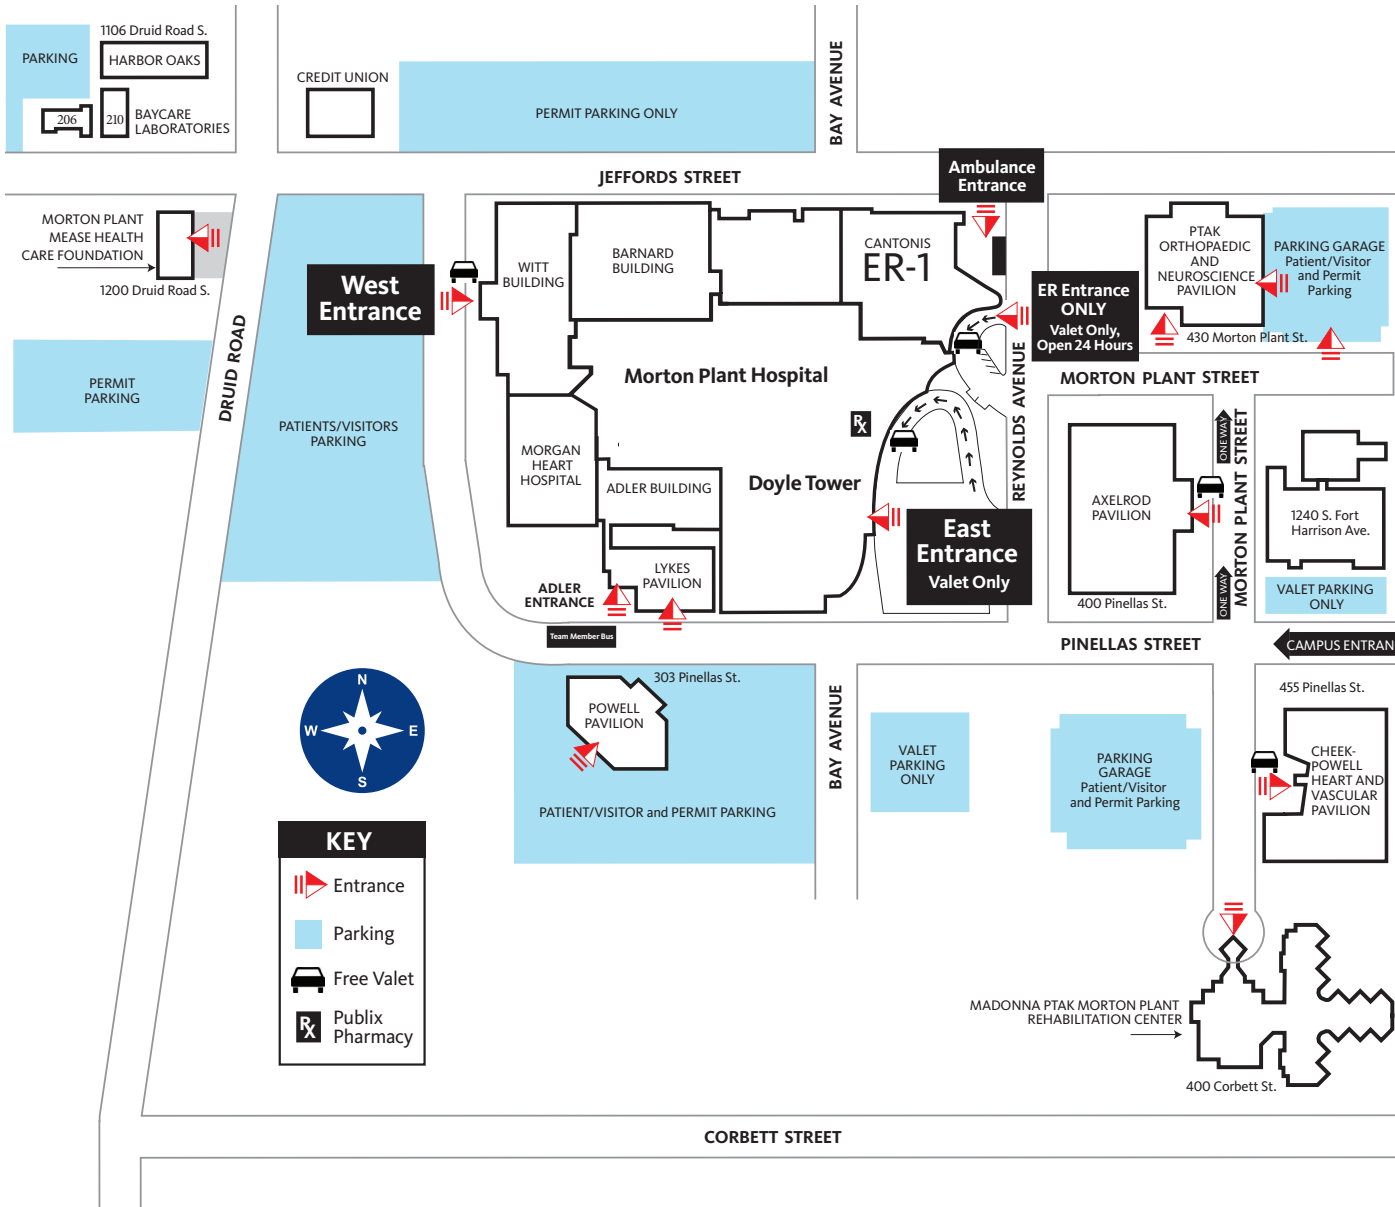 1106 Druid Road S.
PARKING
HARBOR OAKS
206
210
BAYCARE
LABORATORIES
CREDIT UNION
PERMIT PARKING ONLY
BAY AVENUE
JEFFORDS STREET
Ambulance
Entrance
MORTON PLANT
MEASE HEALTH
CARE FOUNDATION
1200 Druid Road S.
West
Entrance
WITT
BUILDING
BARNARD
BUILDING
CANTONIS
ER-1
ER Entrance
ONLY
Valet Only,
Open 24 Hours
PTAK
ORTHOPAEDIC
AND
NEUROSCIENCE
PAVILION
PARKING GARAGE
Patient/Visitor
and Permit
Parking
430 Morton Plant St.
DRUID ROAD
PERMIT
PARKING
PATIENTS/VISITORS
PARKING
Morton Plant Hospital
MORTON PLANT STREET
REYNOLDS AVENUE
Rx
MORGAN
HEART
HOSPITAL
ADLER BUILDING
Doyle Tower
AXELROD
PAVILION
ONE WAY
MORTON PLANT STREET
1240 S. Fort
Harrison Ave.
East
Entrance
Valet Only
LYKES
PAVILION
ADLER
ENTRANCE
400 Pinellas St.
ONE WAY
VALET PARKING
ONLY
Team Member Bus
PINELLAS STREET
CAMPUS ENTRAN
N
W
E
S
303 Pinellas St.
POWELL
PAVILION
BAY AVENUE
VALET
PARKING
ONLY
PARKING
GARAGE
Patient/Visitor
and Permit Parking
455 Pinellas St.
CHEEK-
POWELL
HEART AND
VASCULAR
PAVILION
PATIENT/VISITOR and PERMIT PARKING
KEY
Entrance
Parking
Free Valet
Rx
Publix
Pharmacy
MADONNA PTAK MORTON PLANT
REHABILITATION CENTER
400 Corbett St.
CORBETT STREET